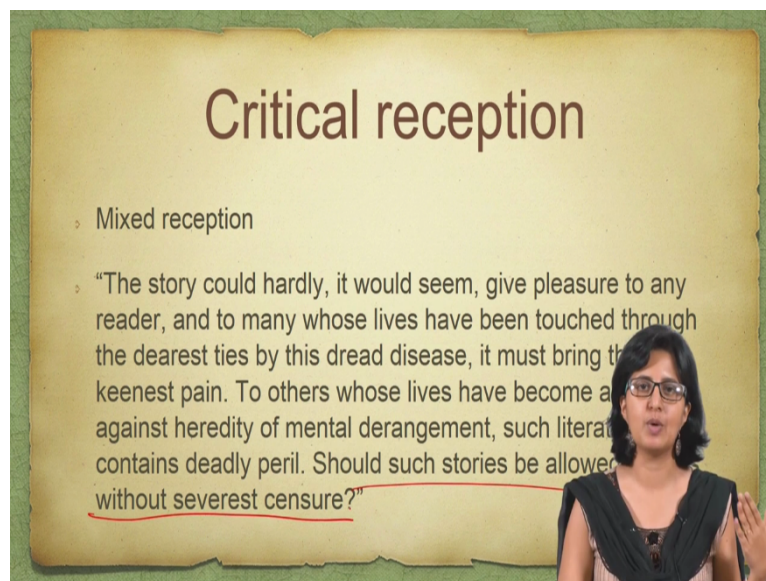 Critical reception
Mixed reception
“The story could hardly, it would seem, give pleasure to any
reader, and to many whose lives have been touched through
the dearest ties by this dread disease, it must bring
keenest pain. To others whose lives have become a
against heredity of mental derangement, such
contains deadly peril. Should such stories be
without severest censure?”